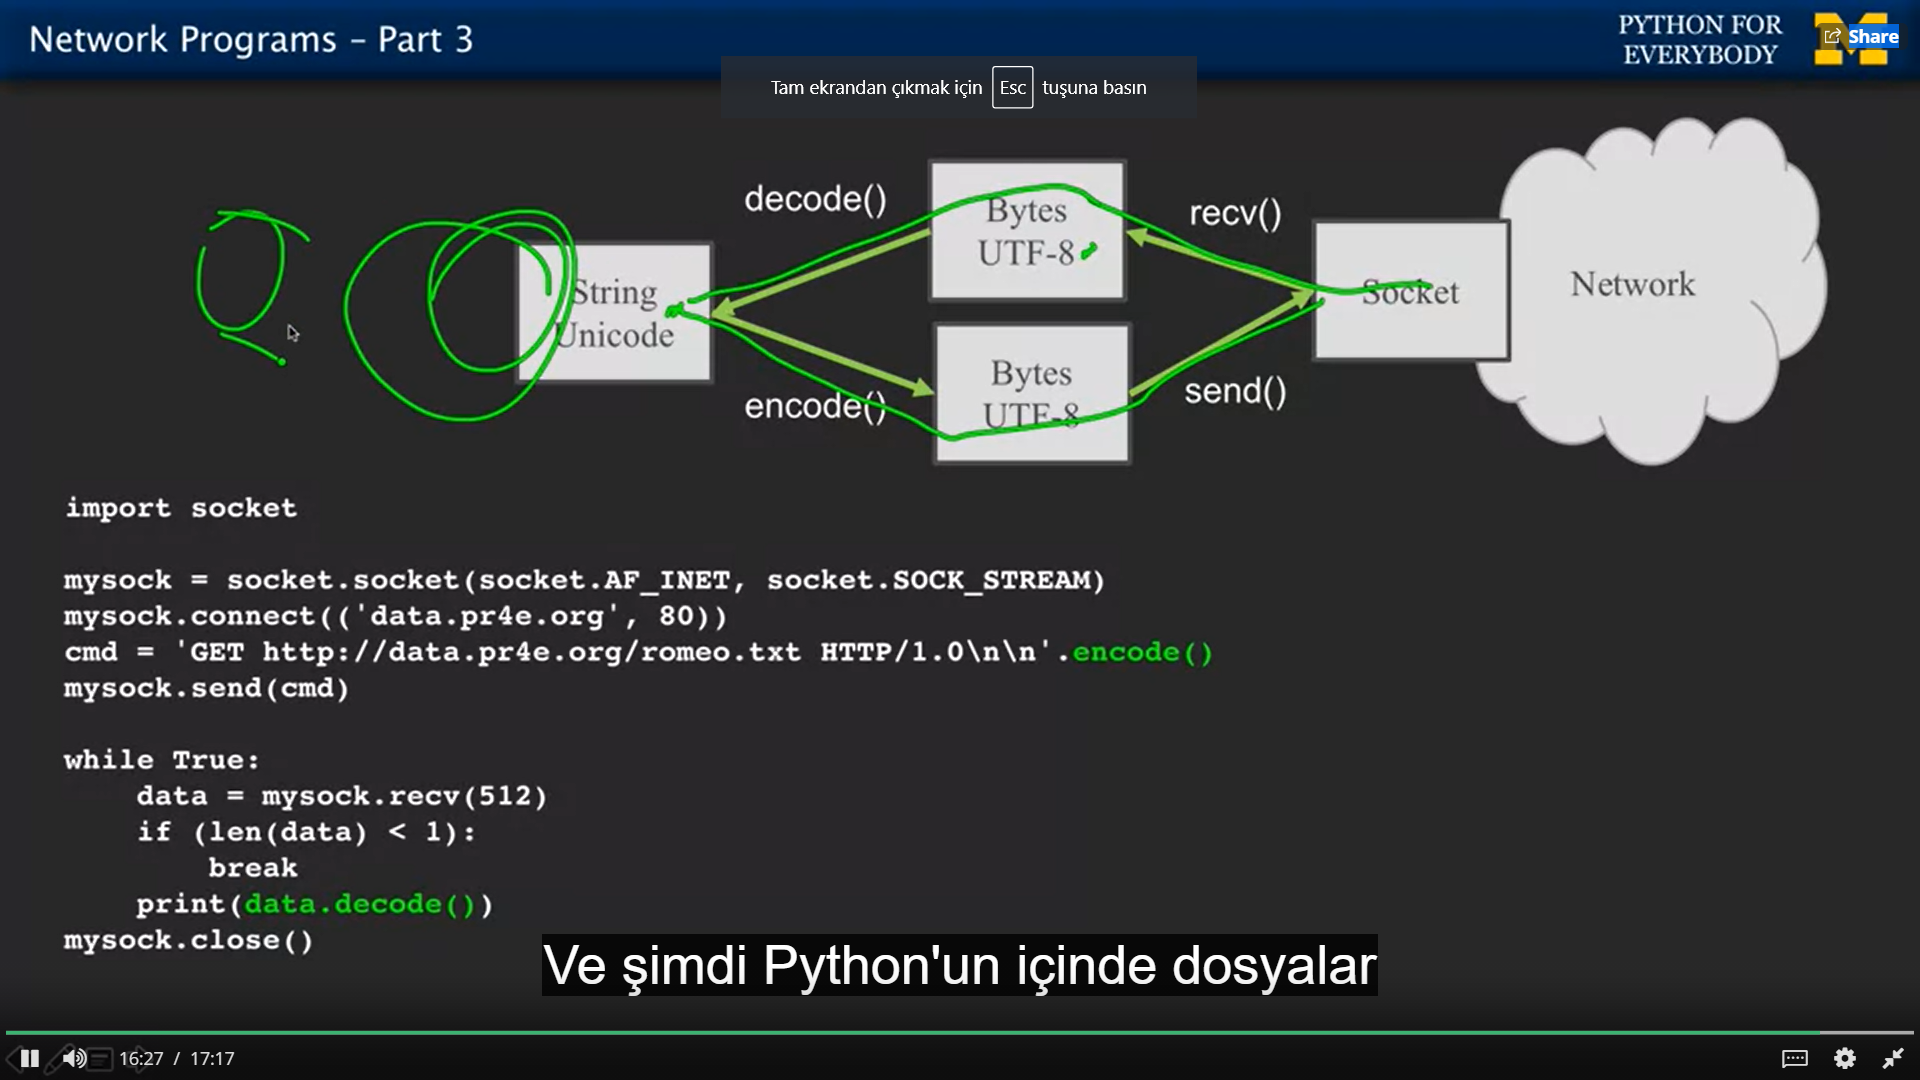 Network Programs – Part 3
PYTHON FOR
EVERYBODY
Share
Tam ekrandan çıkmak için Esc tuşuna basın
decode()
Bytes
UTF-8
recv()
String
Unicode
Socket
Network
encode()
Bytes
UTF-8
send()
import socket
mysock = socket.socket(socket.AF_INET, socket.SOCK_STREAM)
mysock.connect(('data.pr4e.org', 80))
cmd = 'GET http://data.pr4e.org/romeo.txt HTTP/1.0\n\n'.encode()
mysock.send(cmd)
while True:
    data = mysock.recv(512)
    if (len(data) < 1):
        break
    print(data.decode())
mysock.close()
Ve şimdi Python'un içinde dosyalar
16:27 / 17:17